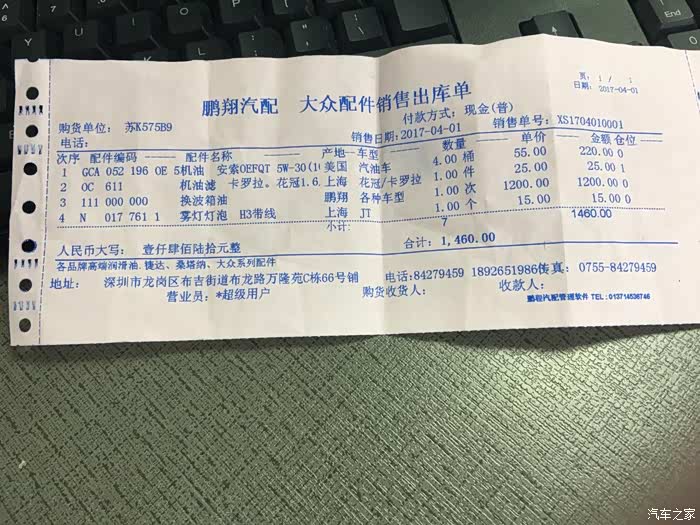 页: 1 / 1
鹏翔汽配 大众配件销售出库单
日期: 2017-04-01
付款方式: 现金(普)
购货单位: 苏K575B9 销售日期:2017-04-01 销售单号: XS1704010001
电话:
次序 配件编码 配件名称 产地 车型 数量 单价 金额 仓位
1 GCA 052 196 OE 5机油 安索OEFQT 5W-30(1( 美国 汽油车 4.00 桶 55.00 220.00 0
2 OC 611 机油滤 卡罗拉。花冠1.6. 上海 花冠/卡罗拉 1.00 件 25.00 25.00 1
3 111 000 000 换波箱油 鹏翔 各种车型 1.00 次 1200.00 1200.00 0
4 N 017 761 1 雾灯灯泡 H3带线 上海 JT 1.00 个 15.00 15.00 0
小计: 7 1460.00
人民币大写: 壹仟肆佰陆拾元整 合计: 1,460.00
各品牌高端润滑油.捷达、桑塔纳、大众系列配件
地址: 深圳市龙岗区布吉街道布龙路万隆苑C栋66号铺 电话:84279459 18926519861 传真: 0755-84279459
营业员: *超级用户 购货收货人: 收款人:
鹏程汽配管理软件 TEL:013714536746
汽车之家